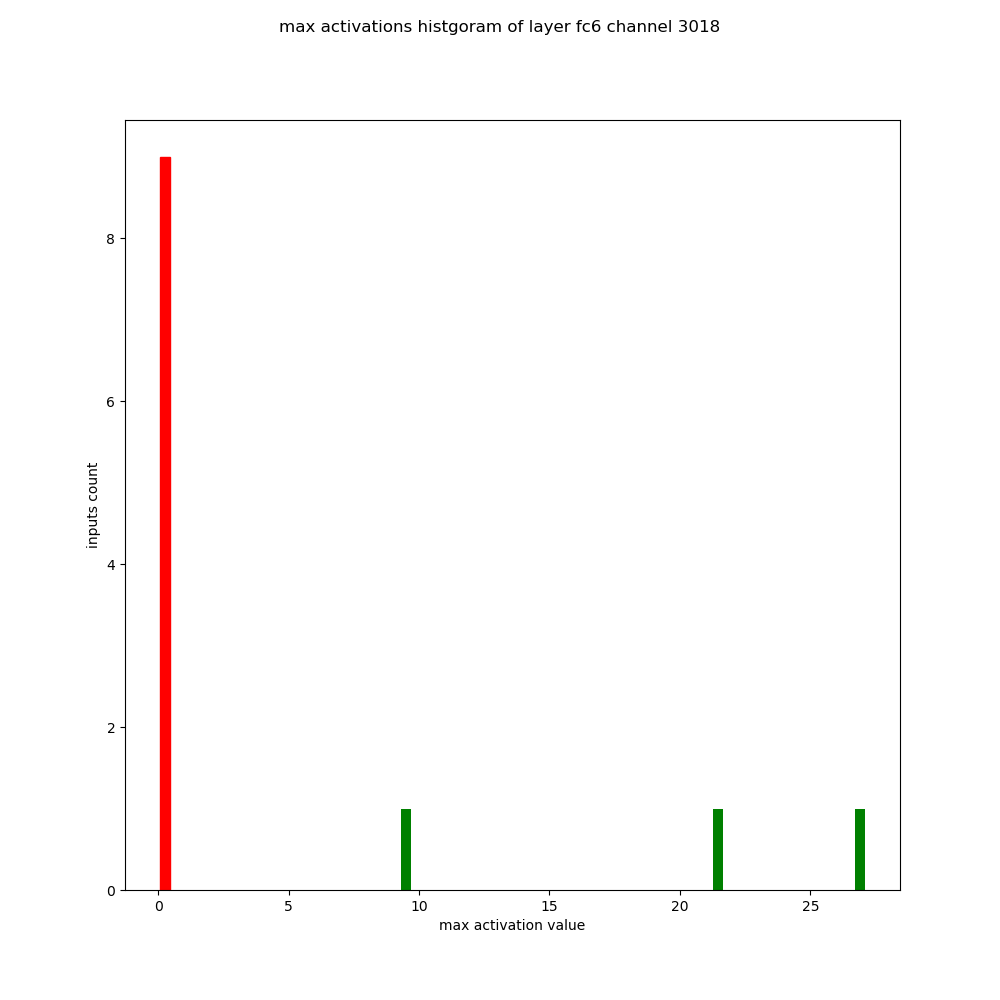 max activations histgoram of layer fc6 channel 3018
8
6
4
2
0
inputs count
0 5 10 15 20 25
max activation value